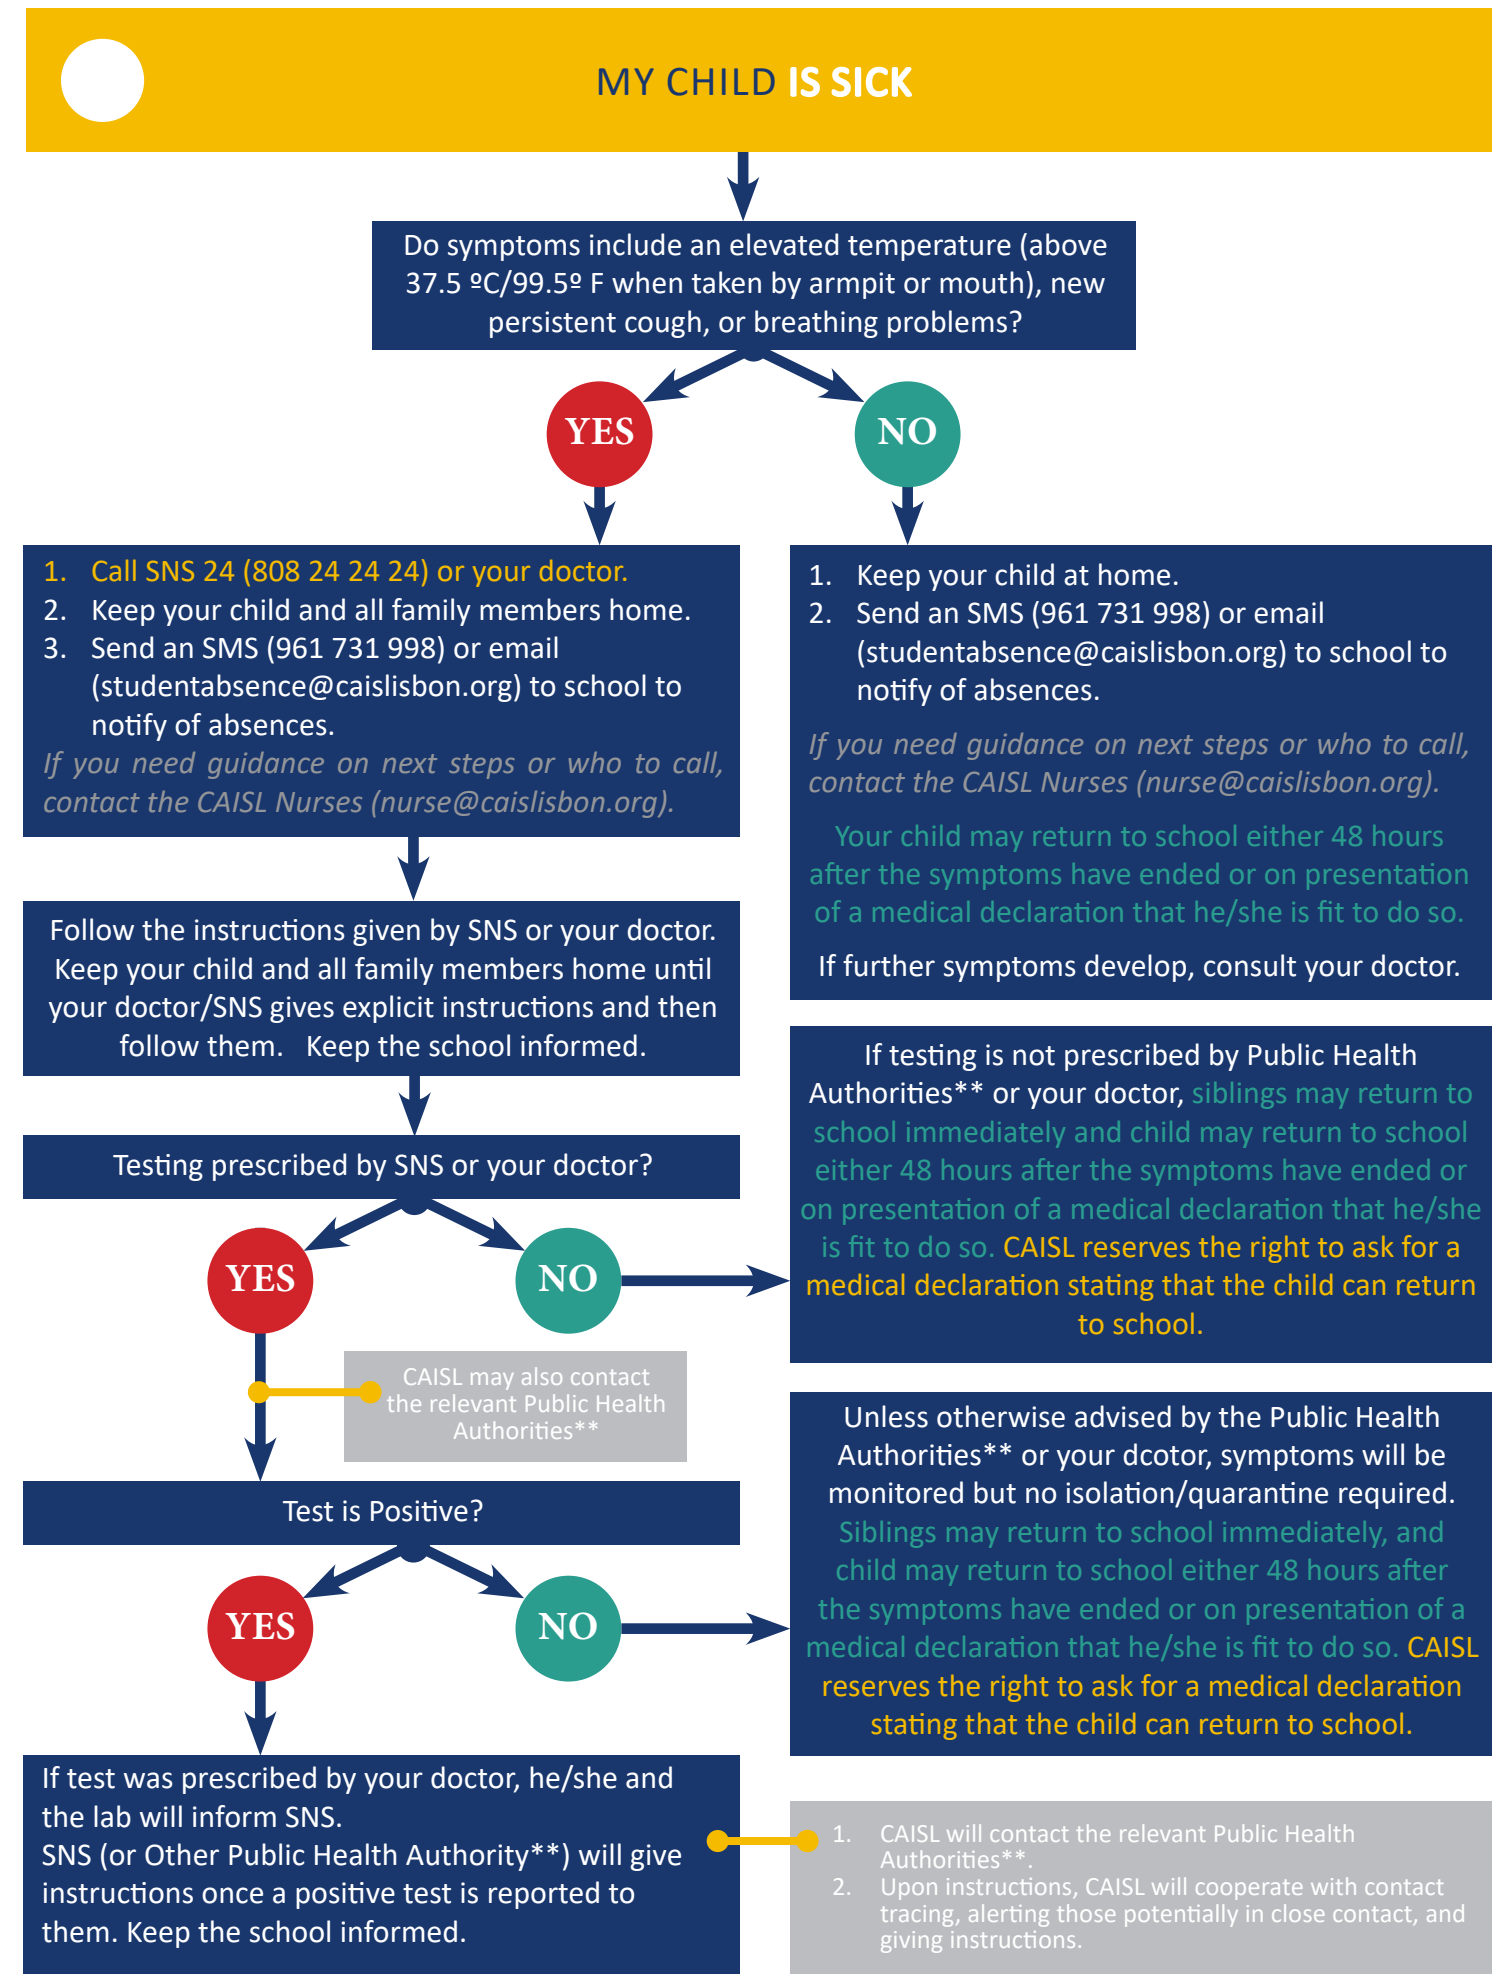 MY CHILD IS SICK
Do symptoms include an elevated temperature (above
37.5 ºC/99.5º F when taken by armpit or mouth), new
persistent cough, or breathing problems?
YES
NO
1. Call SNS 24 (808 24 24 24) or your doctor.
2. Keep your child and all family members home.
3. Send an SMS (961 731 998) or email
(studentabsence@caislisbon.org) to school to
notify of absences.
If you need guidance on next steps or who to call,
contact the CAISL Nurses (nurse@caislisbon.org).
1. Keep your child at home.
2. Send an SMS (961 731 998) or email
(studentabsence@caislisbon.org) to school to
notify of absences.
If you need guidance on next steps or who to call,
contact the CAISL Nurses (nurse@caislisbon.org).
Your child may return to school either 48 hours
after the symptoms have ended or on presentation
of a medical declaration that he/she is fit to do so.
If further symptoms develop, consult your doctor.
Follow the instructions given by SNS or your doctor.
Keep your child and all family members home until
your doctor/SNS gives explicit instructions and then
follow them. Keep the school informed.
Testing prescribed by SNS or your doctor?
YES
NO
If testing is not prescribed by Public Health
Authorities** or your doctor, siblings may return to
school immediately and child may return to school
either 48 hours after the symptoms have ended or
on presentation of a medical declaration that he/she
is fit to do so. CAISL reserves the right to ask for a
medical declaration stating that the child can return
to school.
CAISL may also contact
the relevant Public Health
Authorities**
Test is Positive?
YES
NO
Unless otherwise advised by the Public Health
Authorities** or your dcotor, symptoms will be
monitored but no isolation/quarantine required.
Siblings may return to school immediately, and
child may return to school either 48 hours after
the symptoms have ended or on presentation of a
medical declaration that he/she is fit to do so. CAISL
reserves the right to ask for a medical declaration
stating that the child can return to school.
If test was prescribed by your doctor, he/she and
the lab will inform SNS.
SNS (or Other Public Health Authority**) will give
instructions once a positive test is reported to
them. Keep the school informed.
1. CAISL will contact the relevant Public Health
Authorities**.
2. Upon instructions, CAISL will cooperate with contact
tracing, alerting those potentially in close contact, and
giving instructions.